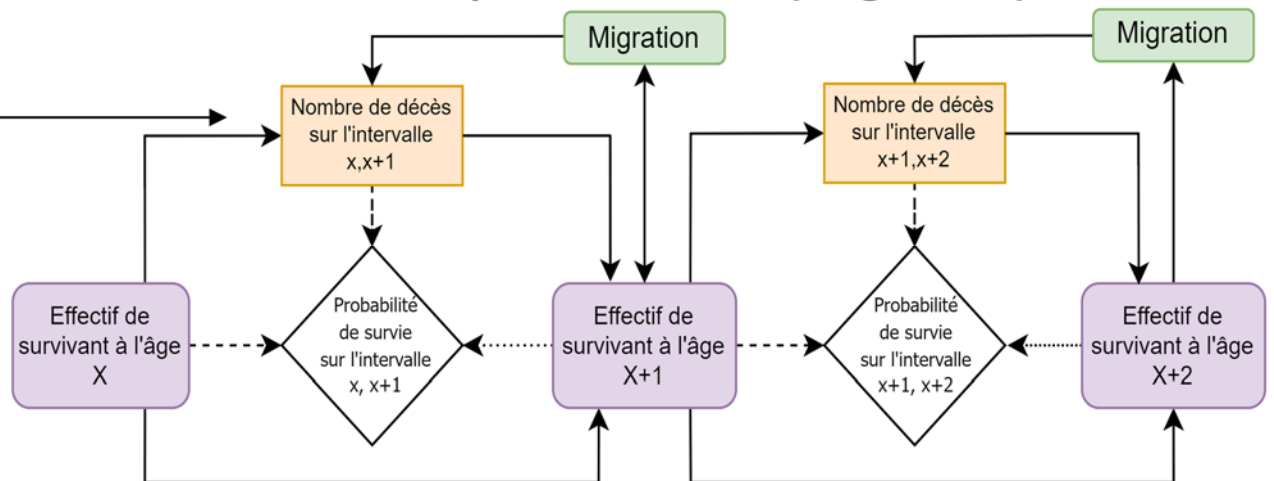 Migration
Migration
Nombre de décès
sur l'intervalle
x,x+1
Nombre de décès
sur l'intervalle
x+1,x+2
Effectif de
survivant à l'âge
X
Probabilité
de survie
sur l'intervalle
x, x+1
Effectif de
survivant à l'âge
X+1
Probabilité
de survie
sur l'intervalle
x+1, x+2
Effectif de
survivant à l'âge
X+2